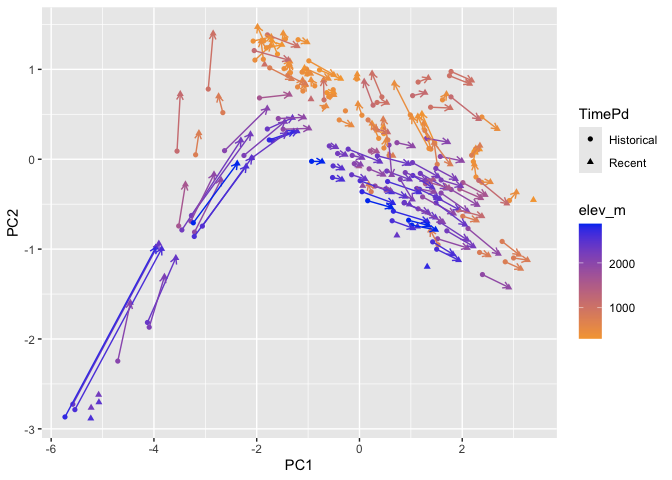 1
0
-1
-2
-3
PC2
-6
-4
-2
0
2
PC1
TimePd
Historical
Recent
elev_m
2000
1000